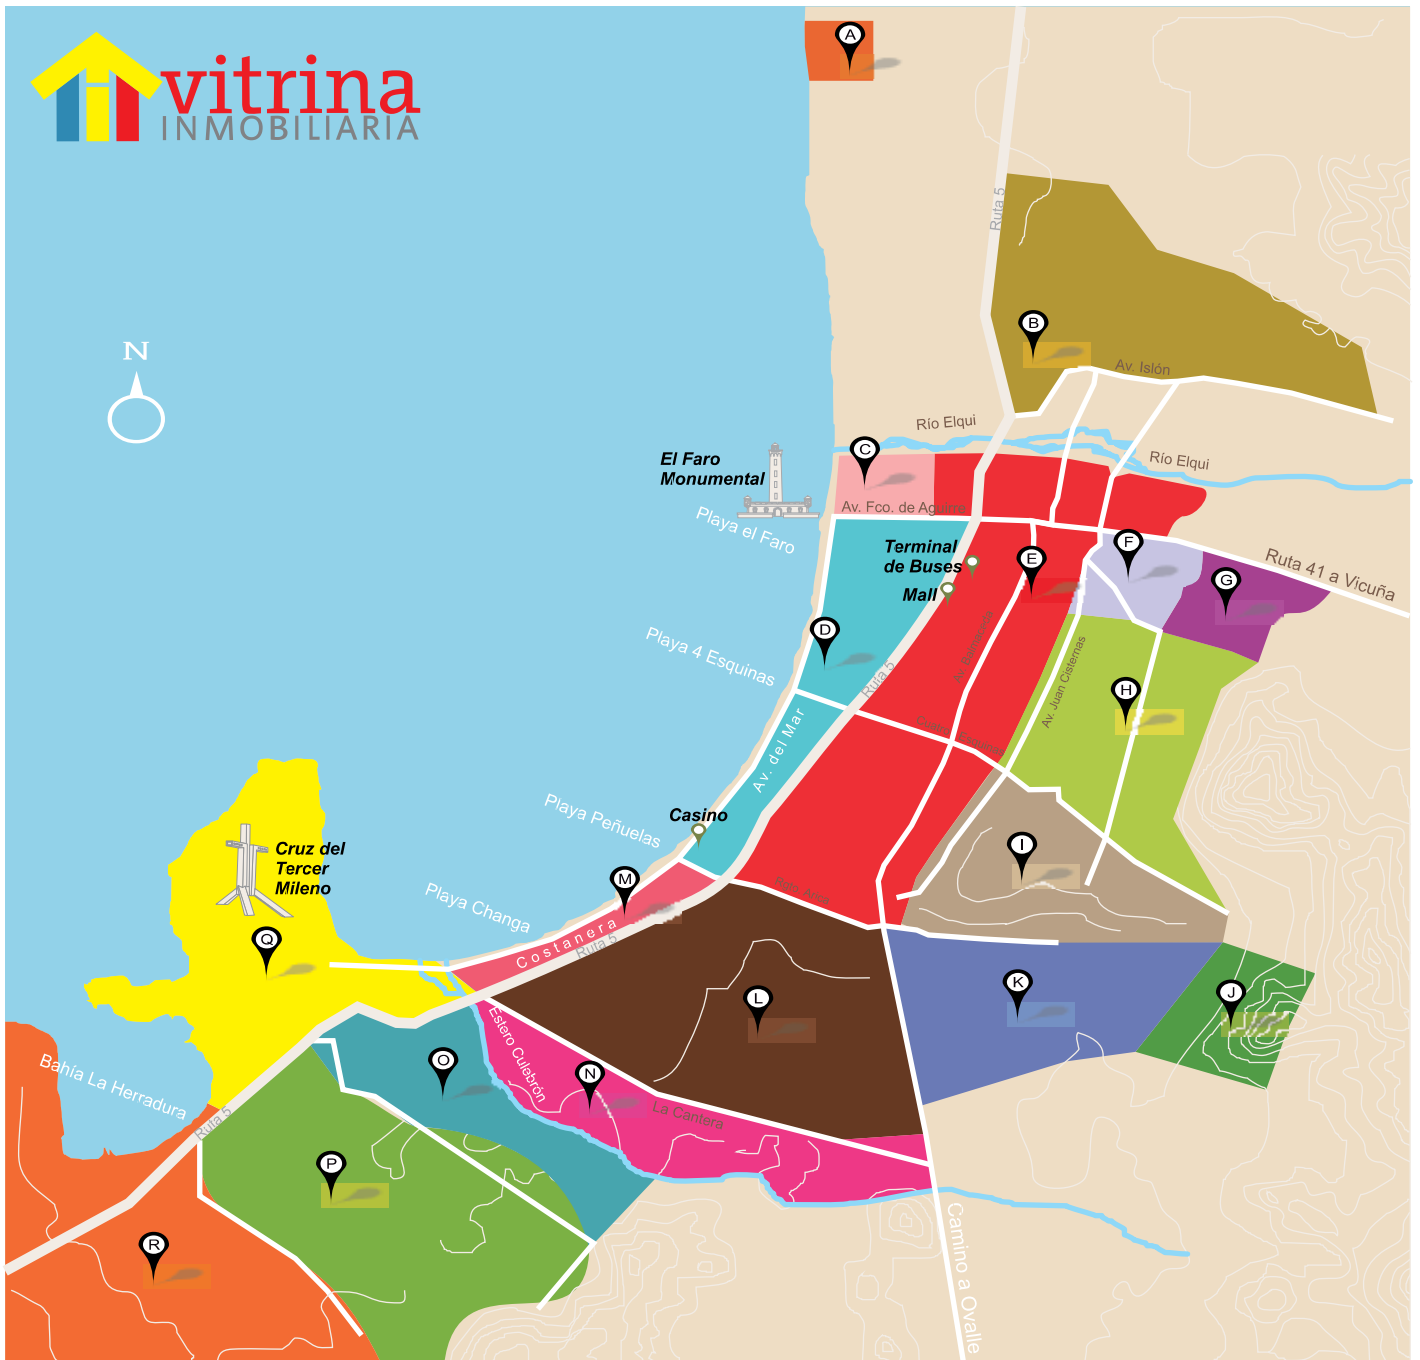 vitrina
INMOBILIARIA
A
Ruta 5
N
B
Av. Islón
Río Elqui
C
El Faro
Monumental
Río Elqui
Av. Fco. de Aguirre
Playa el Faro
Terminal
de Buses
E
F
Ruta 41 a Vicuña
Mall
G
D
Playa 4 Esquinas
Ruta 5
Av. Juan Cisternas
H
Av. del Mar
Playa Peñuelas
Casino
Cruz del
Tercer
Mileno
I
M
Playa Changa
Costanera
Ruta 5
Q
L
K
J
Estero Culebrón
Bahía La Herradura
O
N
La Cantera
Ruta 5
P
R
Camino a Ovalle